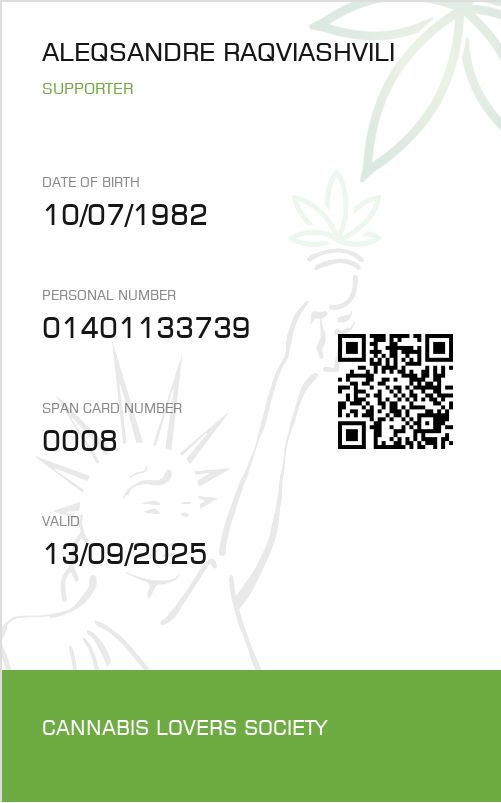 ALEQSANDRE RAQVIASHVILI
SUPPORTER
DATE OF BIRTH
10/07/1982
PERSONAL NUMBER
01401133739
SPAN CARD NUMBER
0008
VALID
13/09/2025
CANNABIS LOVERS SOCIETY